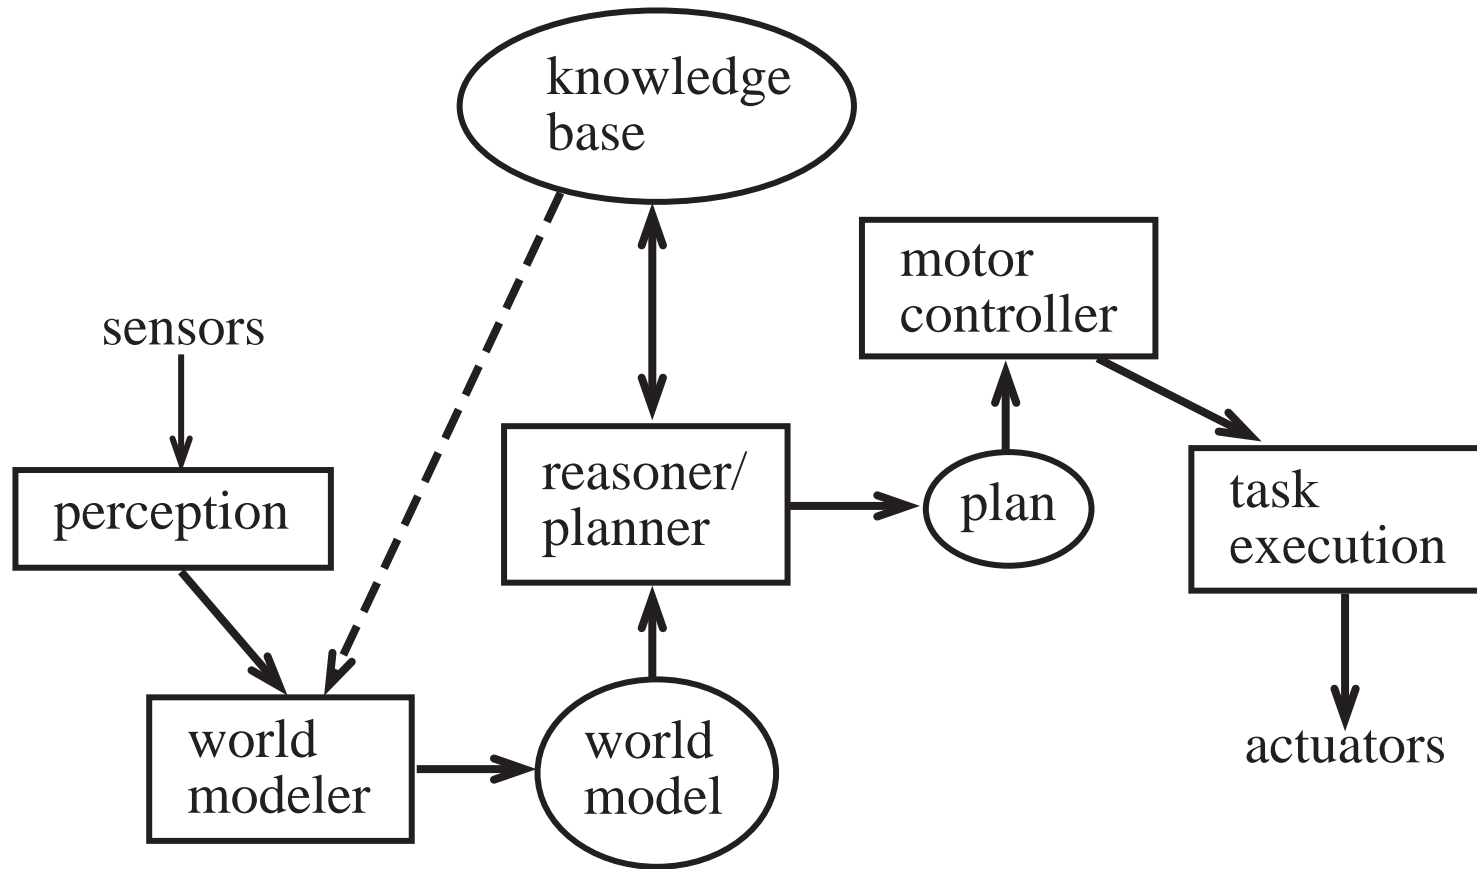 knowledge
base
motor
controller
sensors
perception
reasoner/
planner
plan
task
execution
world
modeler
world
model
actuators